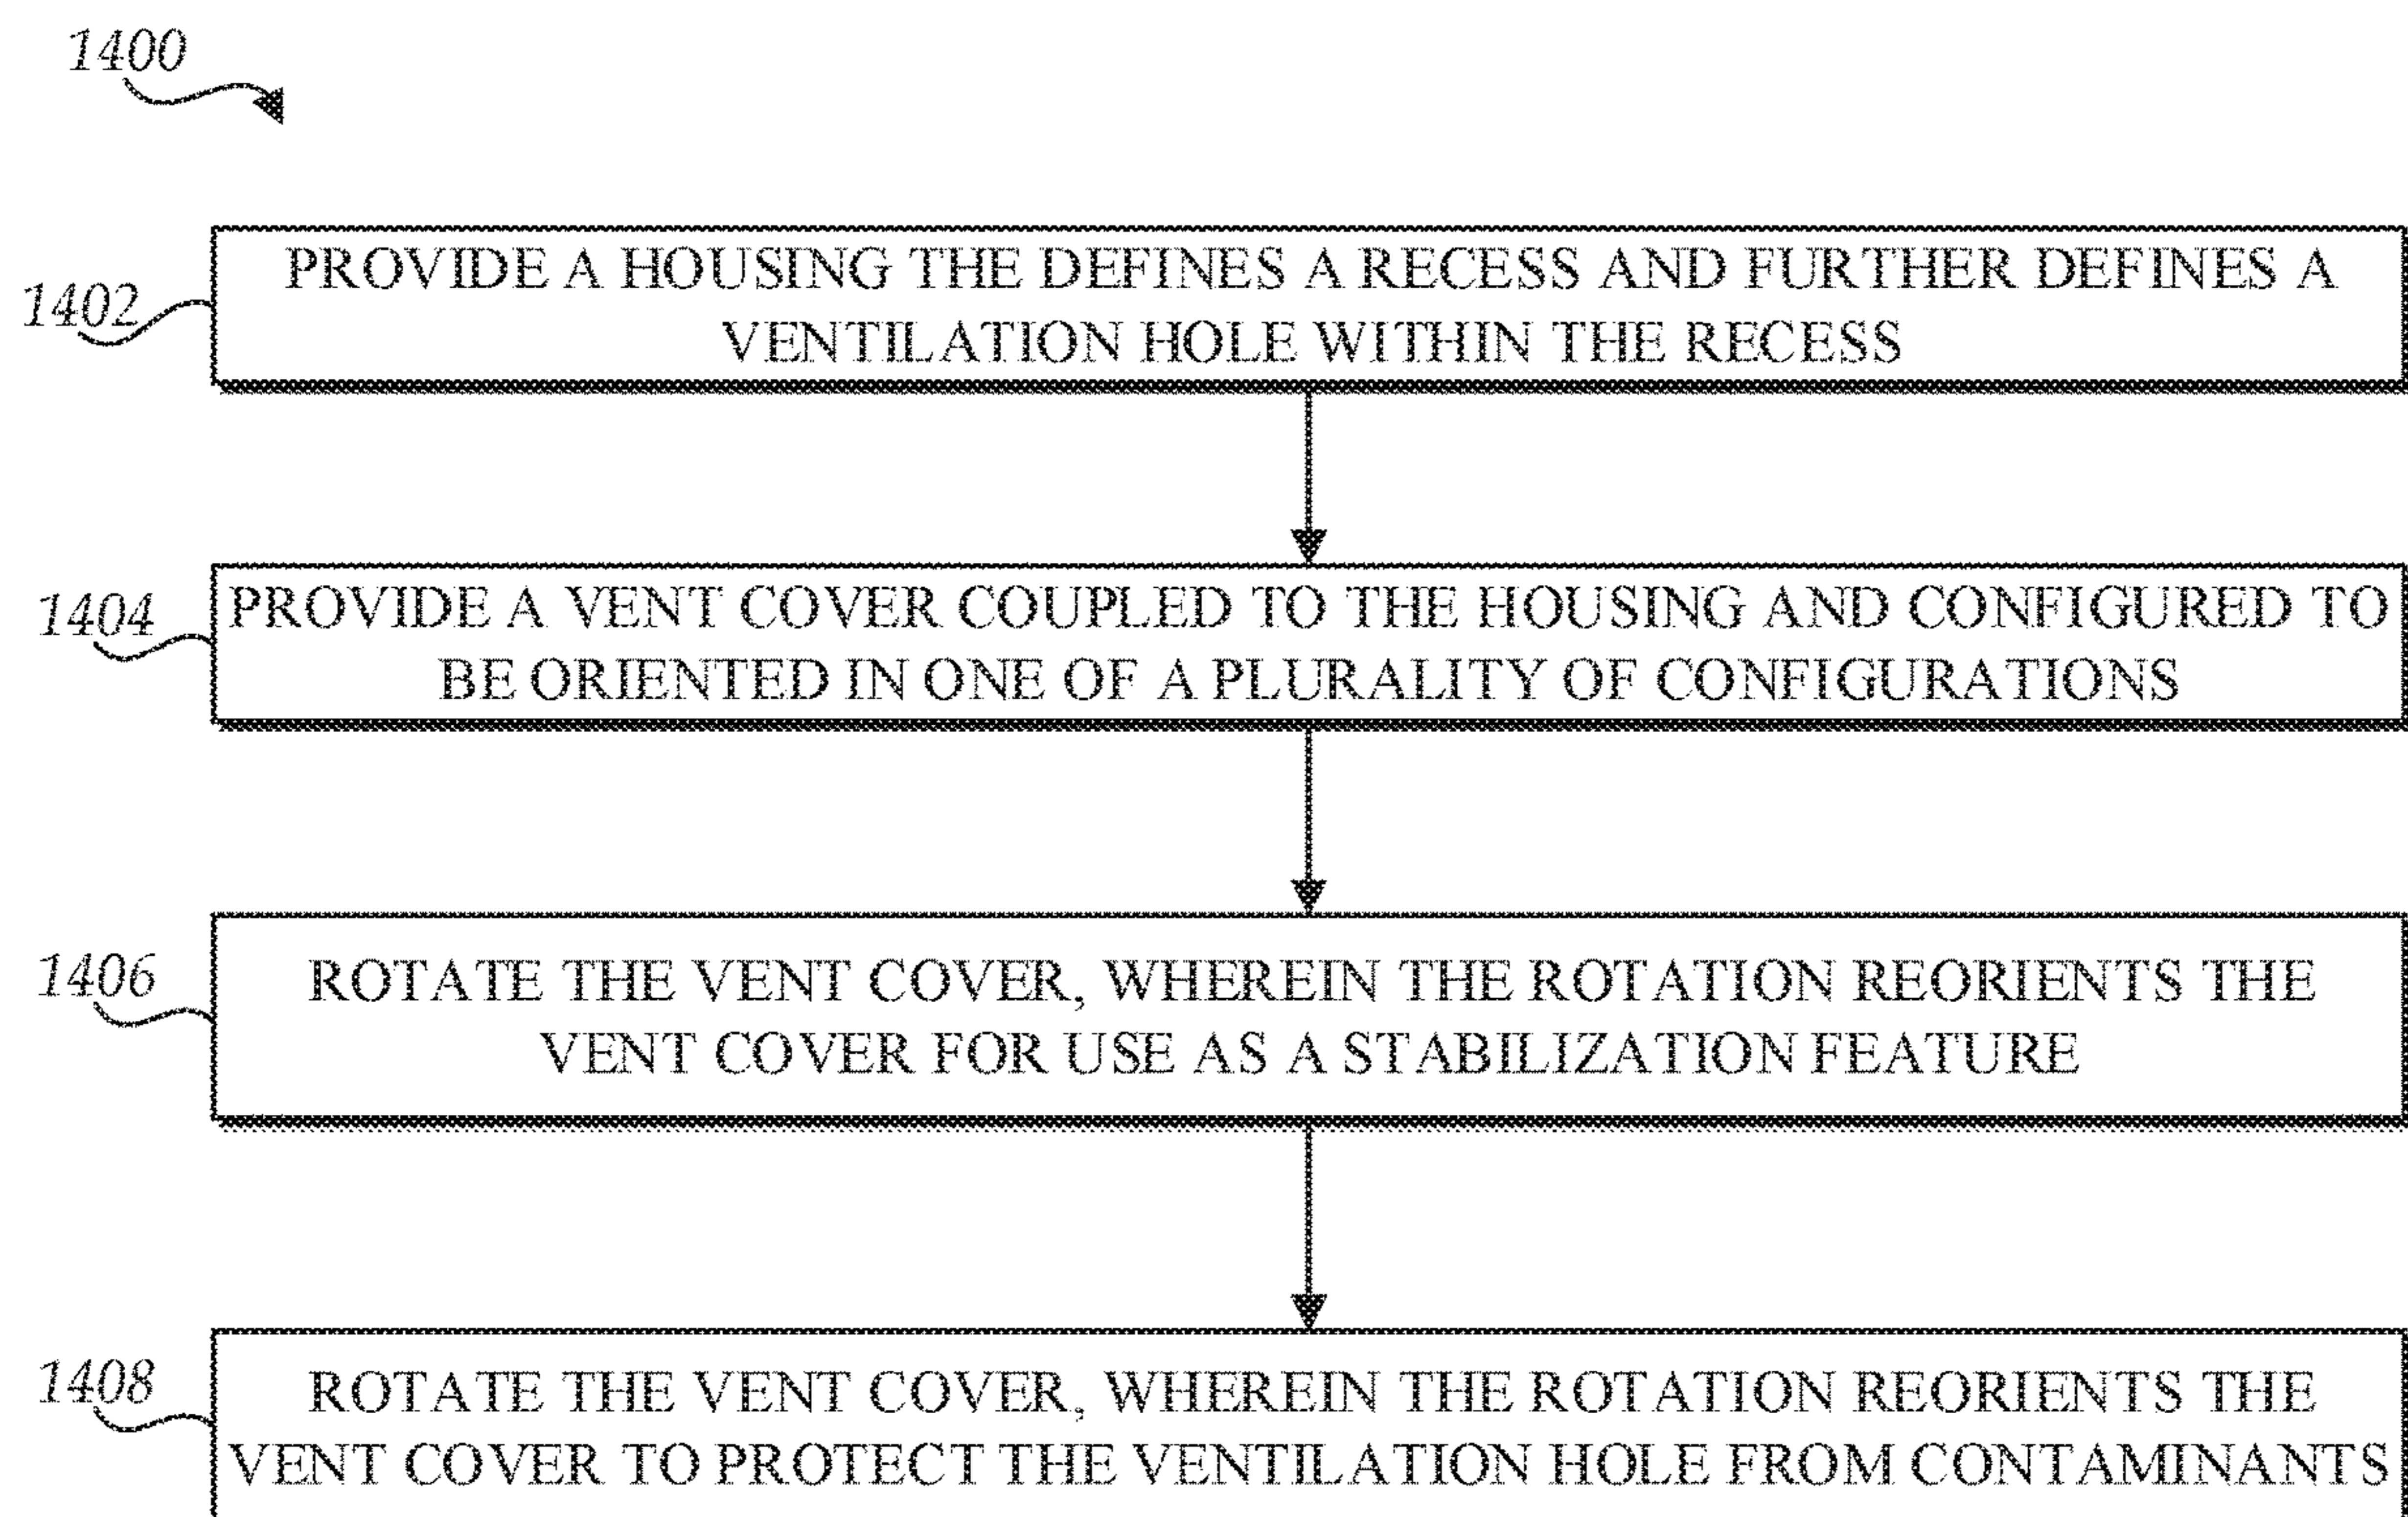 1400
1402
PROVIDE A HOUSING THE DEFINES A RECESS AND FURTHER DEFINES A
VENTILATION HOLE WITHIN THE RECESS
1404
PROVIDE A VENT COVER COUPLED TO THE HOUSING AND CONFIGURED TO
BE ORIENTED IN ONE OF A PLURALITY OF CONFIGURATIONS
1406
ROTATE THE VENT COVER, WHEREIN THE ROTATION REORIENTS THE
VENT COVER FOR USE AS A STABILIZATION FEATURE
1408
ROTATE THE VENT COVER, WHEREIN THE ROTATION REORIENTS THE
VENT COVER TO PROTECT THE VENTILATION HOLE FROM CONTAMINANTS